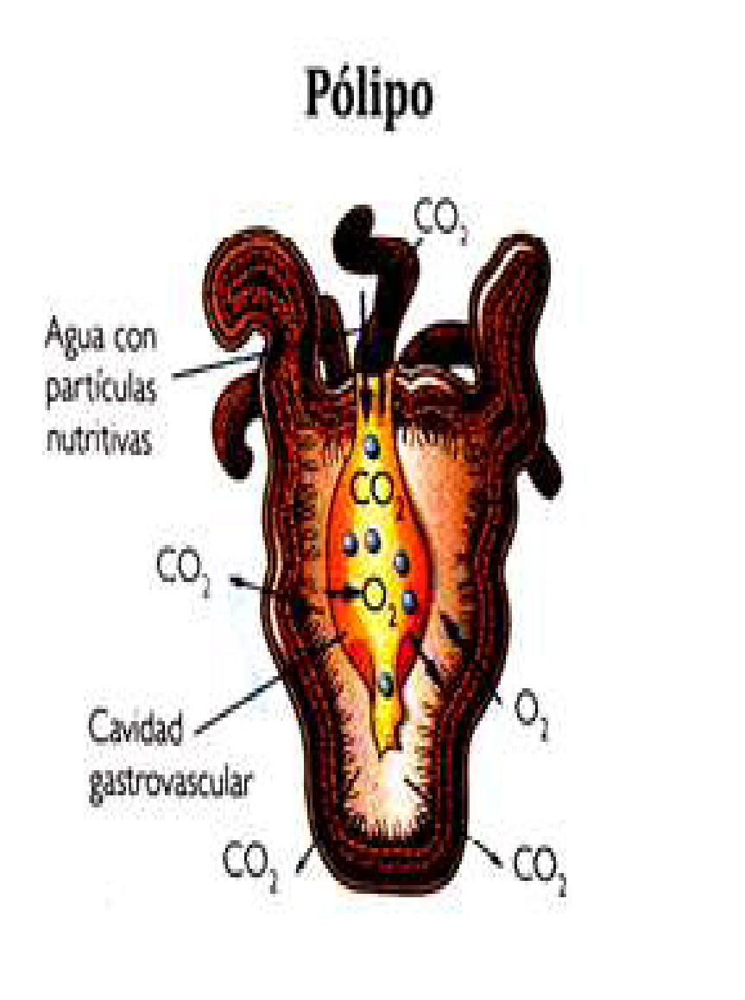 Pólipo
CO₂
Agua con
partículas
nutritivas
CO₂
CO₂
O₂
Cavidad
gastrovascular
O₂
CO₂
CO₂